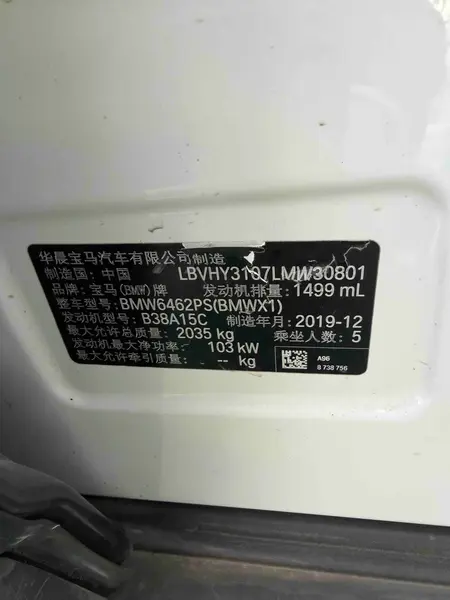 华晨宝马汽车有限公司制造
制造国：中国 LBVHY3107LMW30801
品牌：宝马(BMW)牌 发动机排量：1499 mL
整车型号：BMW6462PS(BMWX1)
发动机型号：B38A15C 制造年月：2019-12
最大允许总质量：2035 kg 乘坐人数：5
发动机最大净功率：103 kW
最大允许牵引质量：-- kg
A96
8 738 756